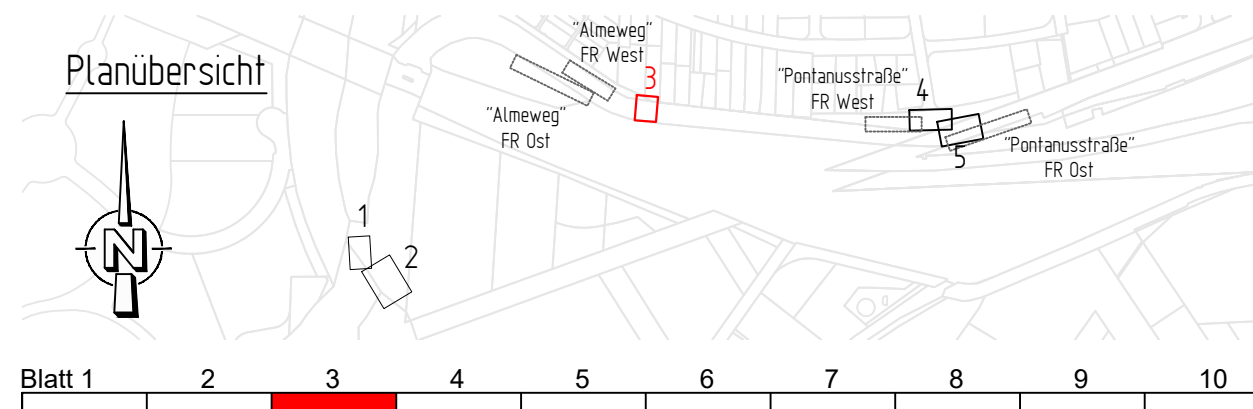 Planübersicht
"Almeweg"
FR West
3
"Almeweg"
FR Ost
"Pontanusstraße"
FR West
4
5
"Pontanusstraße"
FR Ost
1
2
N
Blatt 1 2 3 4 5 6 7 8 9 10